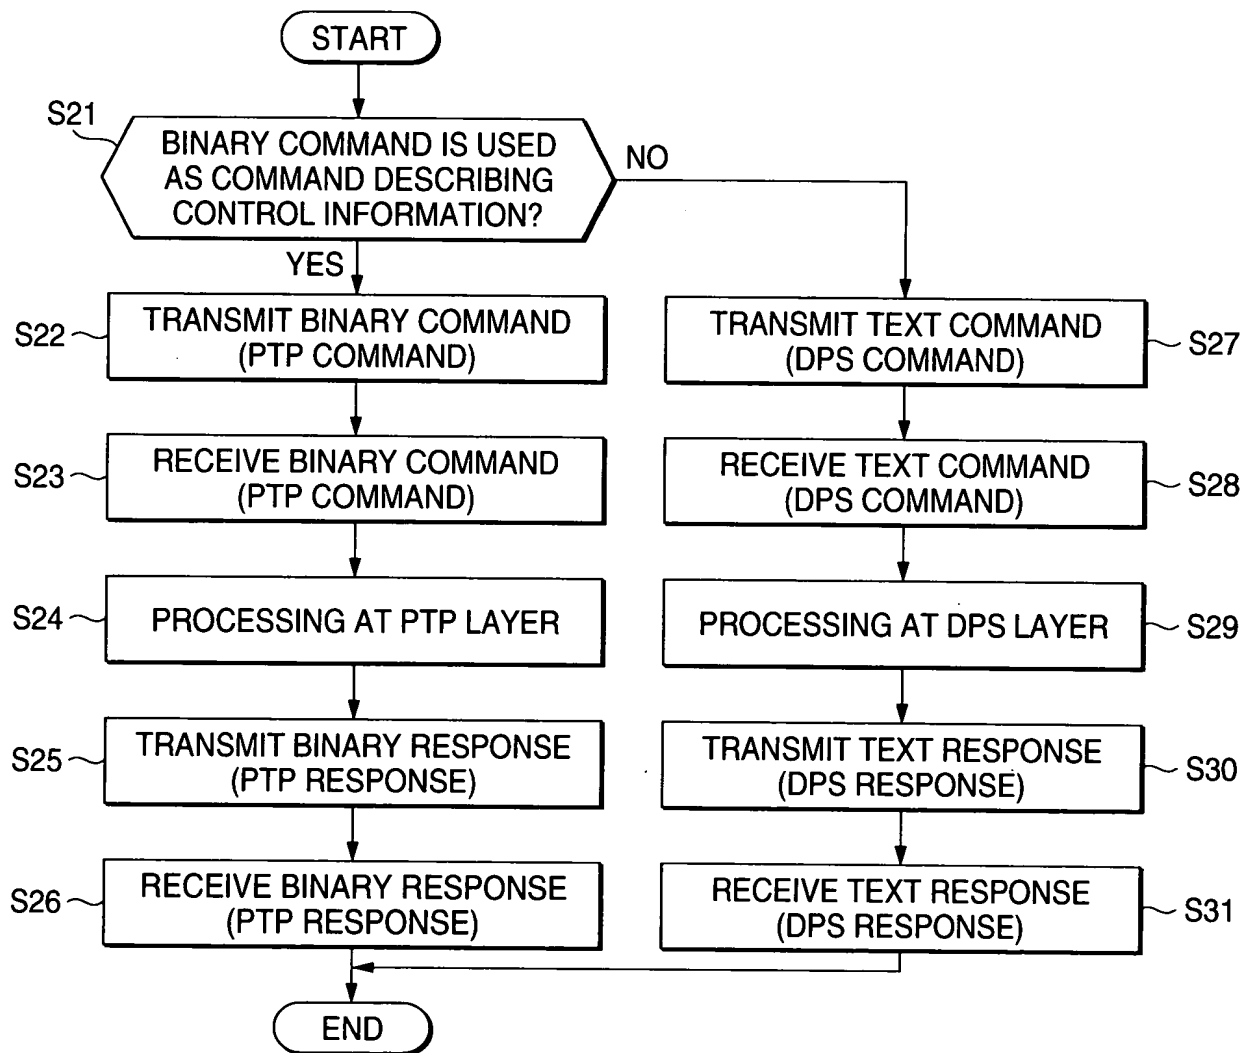 START
S21
BINARY COMMAND IS USED
AS COMMAND DESCRIBING
CONTROL INFORMATION?
NO
YES
S22
TRANSMIT BINARY COMMAND
(PTP COMMAND)
TRANSMIT TEXT COMMAND
(DPS COMMAND)
S27
S23
RECEIVE BINARY COMMAND
(PTP COMMAND)
RECEIVE TEXT COMMAND
(DPS COMMAND)
S28
S24
PROCESSING AT PTP LAYER
PROCESSING AT DPS LAYER
S29
S25
TRANSMIT BINARY RESPONSE
(PTP RESPONSE)
TRANSMIT TEXT RESPONSE
(DPS RESPONSE)
S30
S26
RECEIVE BINARY RESPONSE
(PTP RESPONSE)
RECEIVE TEXT RESPONSE
(DPS RESPONSE)
S31
END